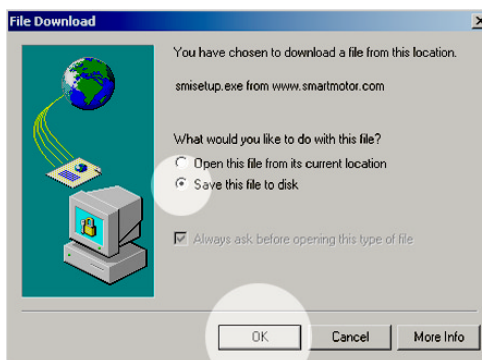 File Download
You have chosen to download a file from this location.
smisetup.exe from www.smartmotor.com
What would you like to do with this file?
Open this file from its current location
Save this file to disk
Always ask before opening this type of file
OK
Cancel
More Info